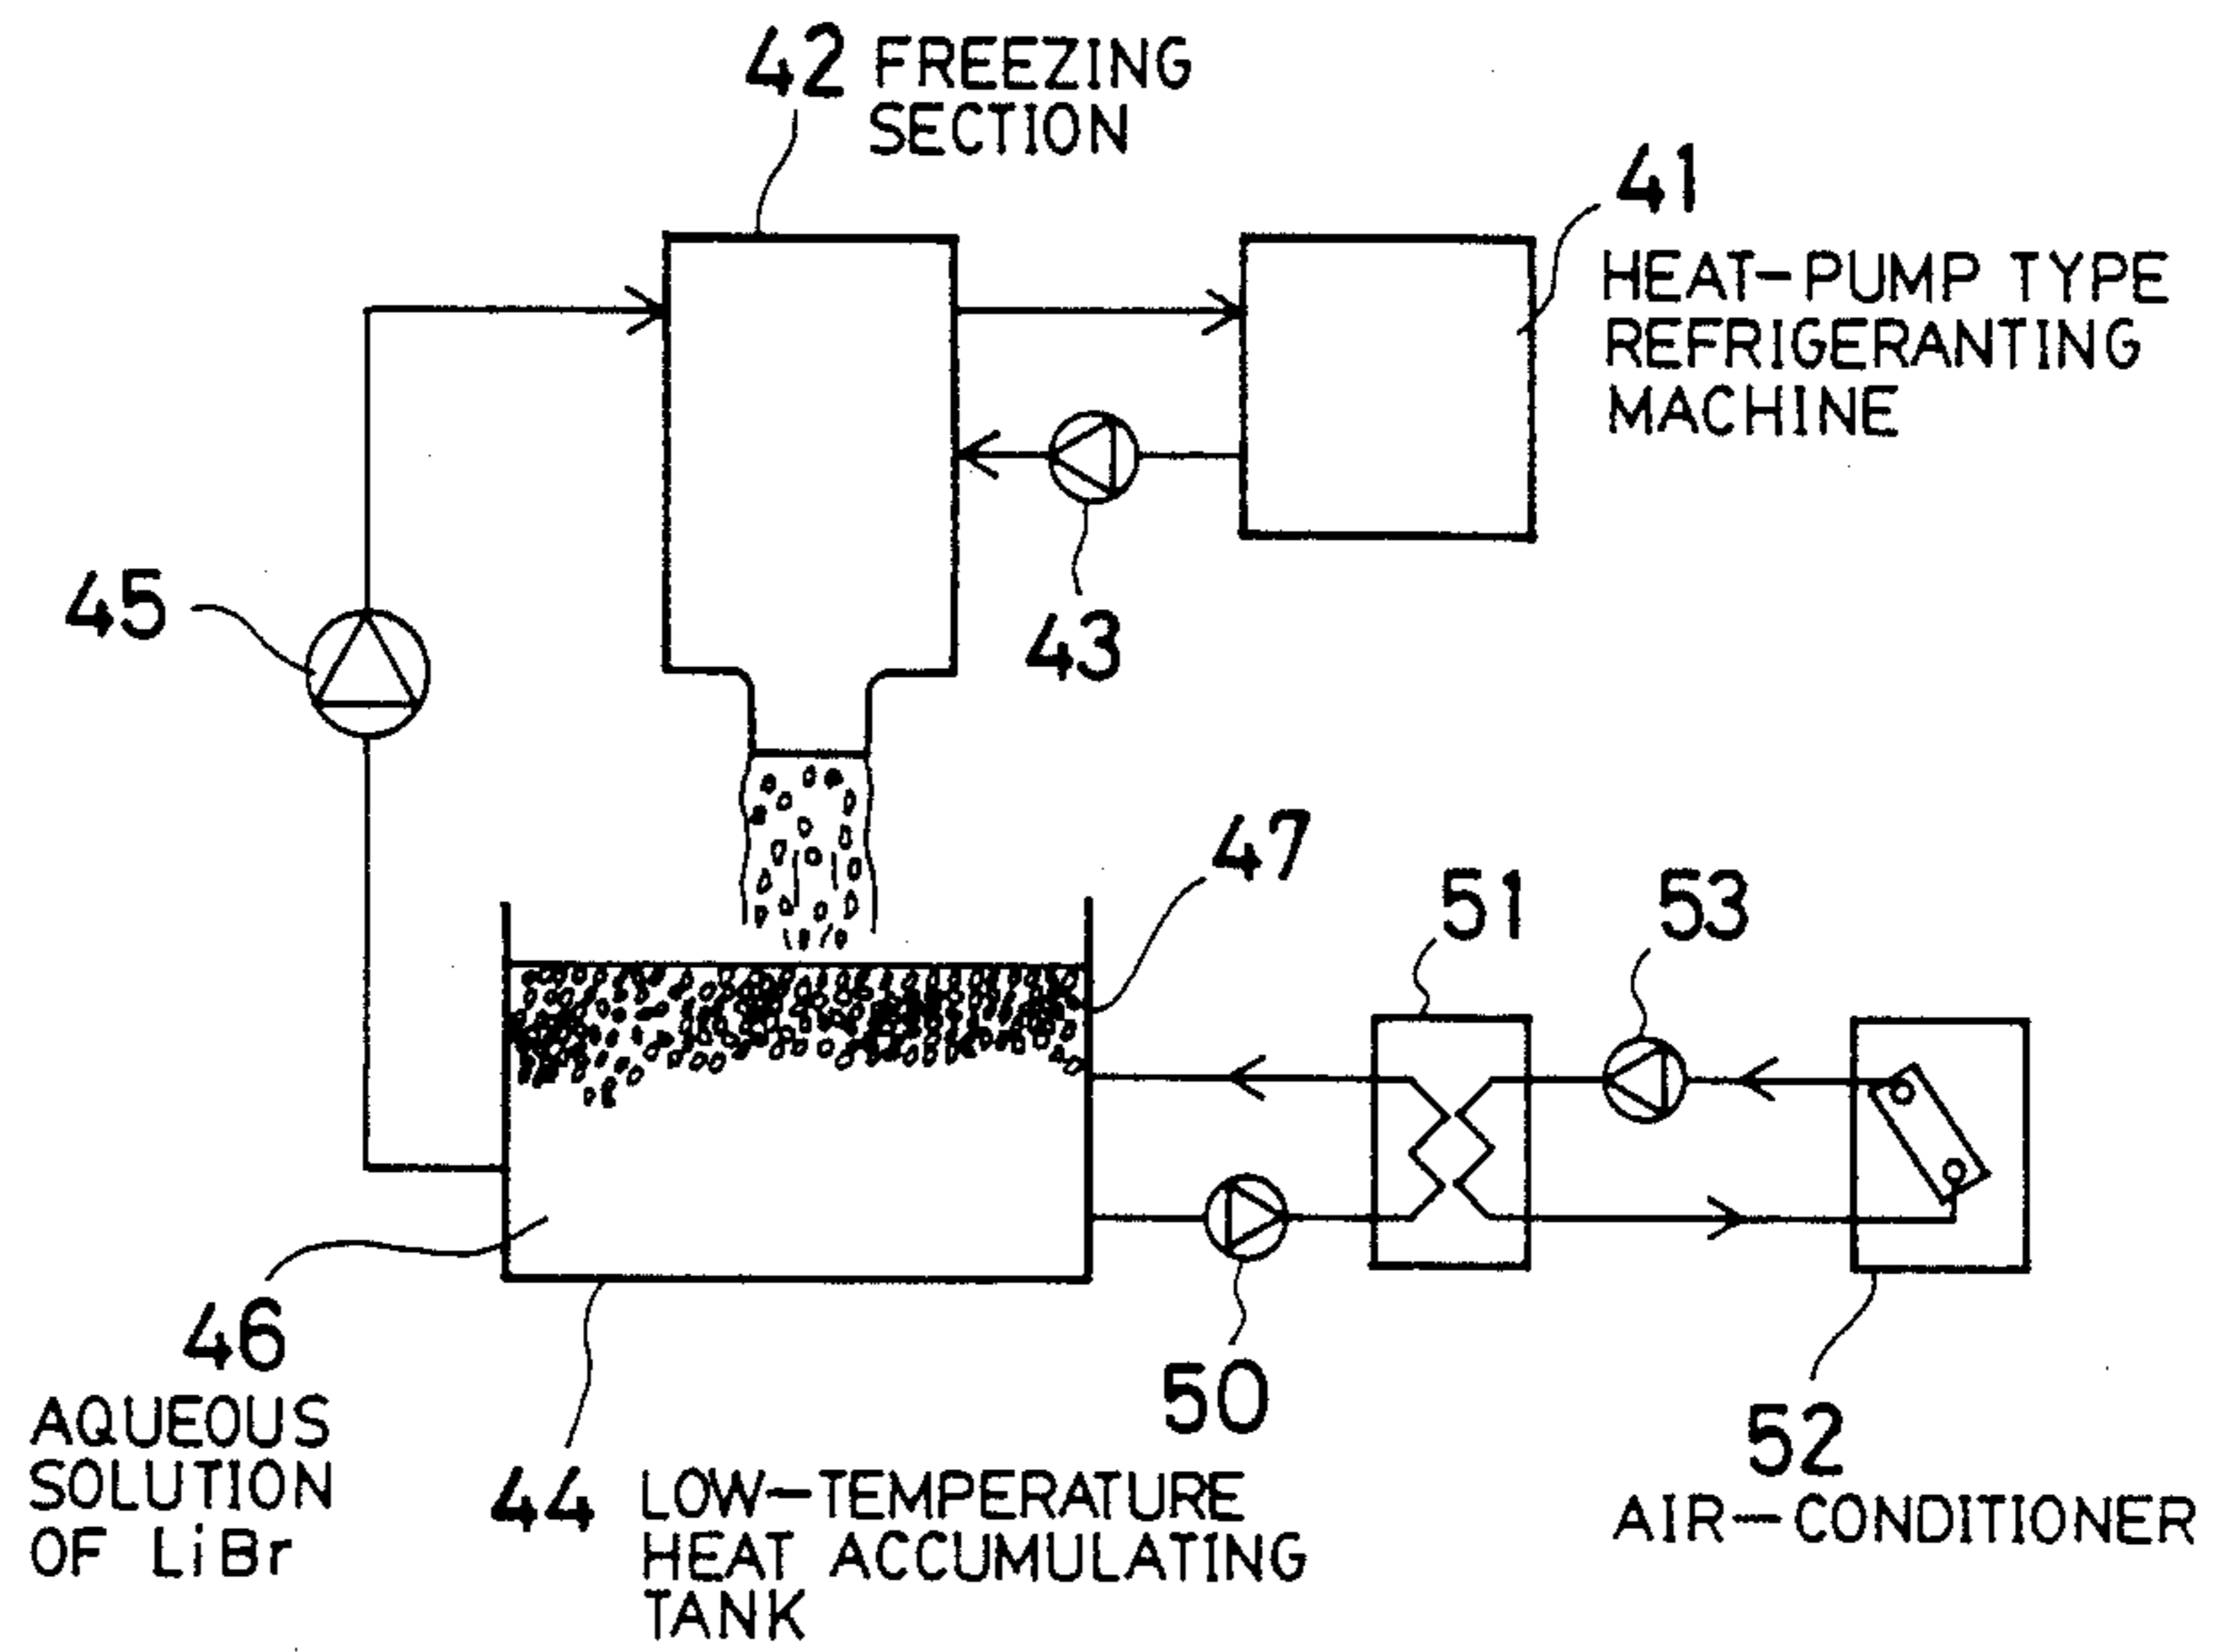 42 FREEZING
SECTION
41
HEAT-PUMP TYPE
REFRIGERANTING
MACHINE
45
43
47
51
53
46
AQUEOUS
SOLUTION
OF LiBr
44 LOW-TEMPERATURE
HEAT ACCUMULATING
TANK
50
52
AIR-CONDITIONER